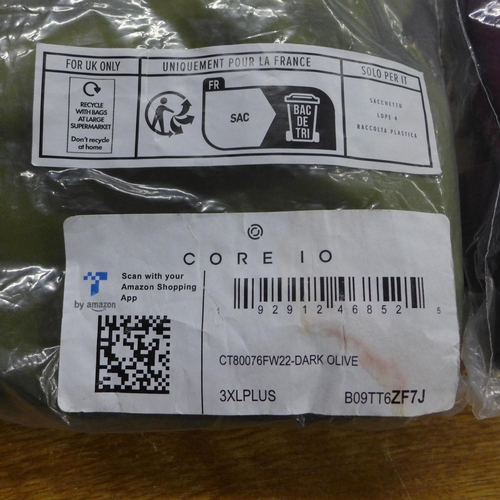 FOR UK ONLY
RECYCLE
WITH BAGS
AT LARGE
SUPERMARKET
Don't recycle
at home
UNIQUEMENT POUR LA FRANCE
FR
SAC
BAC
DE
TRI
SOLO PER IT
SACCHETTO
LDPE 4
RACCOLTA PLASTICA
CORE 10
by amazon
Scan with your
Amazon Shopping
App
1 92912 46852 5
CT80076FW22-DARK OLIVE
3XLPLUS B09TT6ZF7J